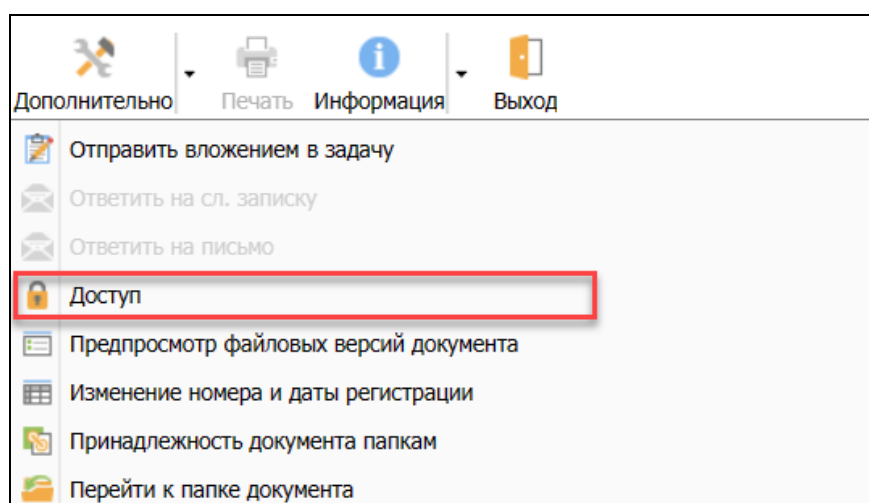 Дополнительно Печать Информация Выход
Отправить вложением в задачу
Ответить на сл. записку
Ответить на письмо
Доступ
Предпросмотр файловых версий документа
Изменение номера и даты регистрации
Принадлежность документа папкам
Перейти к папке документа